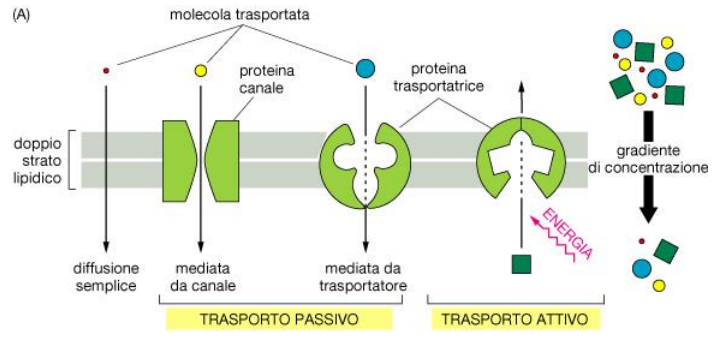 (A)
molecola trasportata
proteina
canale
proteina
trasportatrice
doppio
strato
lipidico
gradiente
di concentrazione
ENERGIA
diffusione
semplice
mediata
da canale
mediata da
trasportatore
TRASPORTO PASSIVO
TRASPORTO ATTIVO